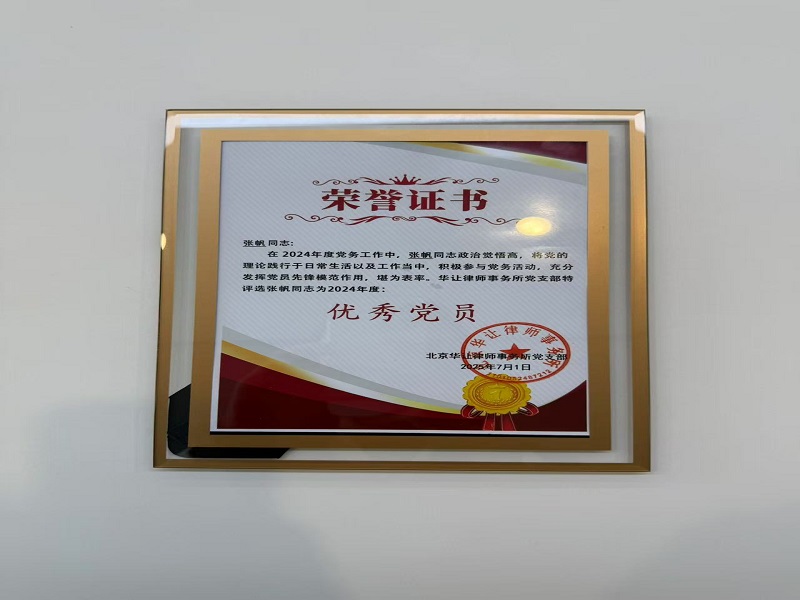 荣誉证书
张帆同志:
在2024年度党务工作中，张帆同志政治觉悟高，将党的
理论践行于日常生活以及工作当中，积极参与党务活动，充分
发挥党员先锋模范作用，堪为表率。华让律师事务所党支部特
评选张帆同志为2024年度:
优秀党员
北京华让律师事务所党支部
2025年7月1日